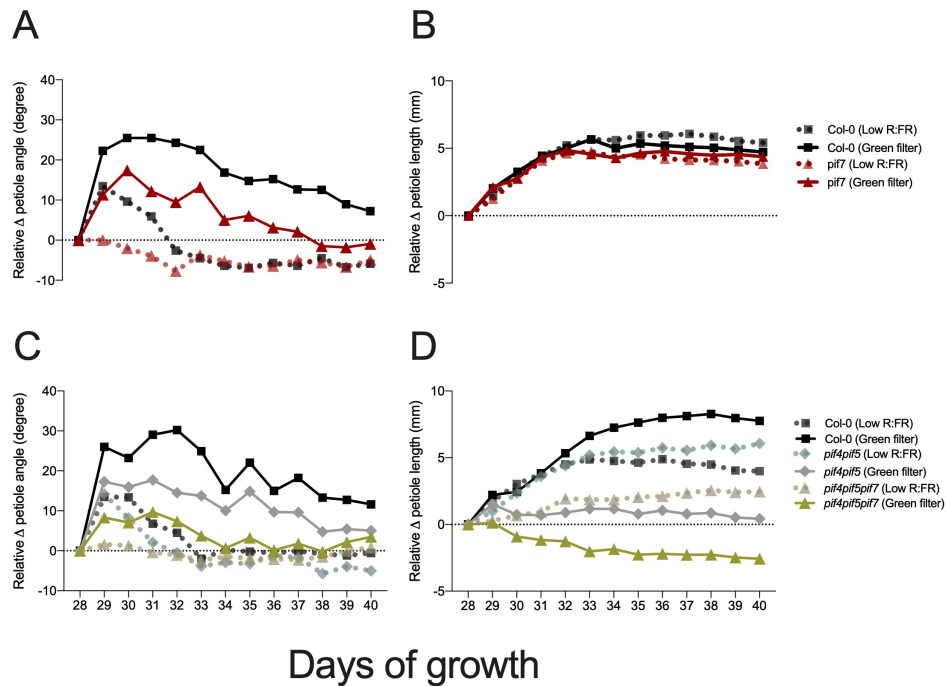 A
B
Relative Δ petiole angle (degree)
40
30
20
10
0
-10
Relative Δ petiole length (mm)
10
5
0
-5
Col-0 (Low R:FR)
Col-0 (Green filter)
pif7 (Low R:FR)
pif7 (Green filter)
C
D
Relative Δ petiole angle (degree)
40
30
20
10
0
-10
28 29 30 31 32 33 34 35 36 37 38 39 40
Relative Δ petiole length (mm)
10
5
0
-5
28 29 30 31 32 33 34 35 36 37 38 39 40
Col-0 (Low R:FR)
Col-0 (Green filter)
pif4pif5 (Low R:FR)
pif4pif5 (Green filter)
pif4pif5pif7 (Low R:FR)
pif4pif5pif7 (Green filter)
Days of growth